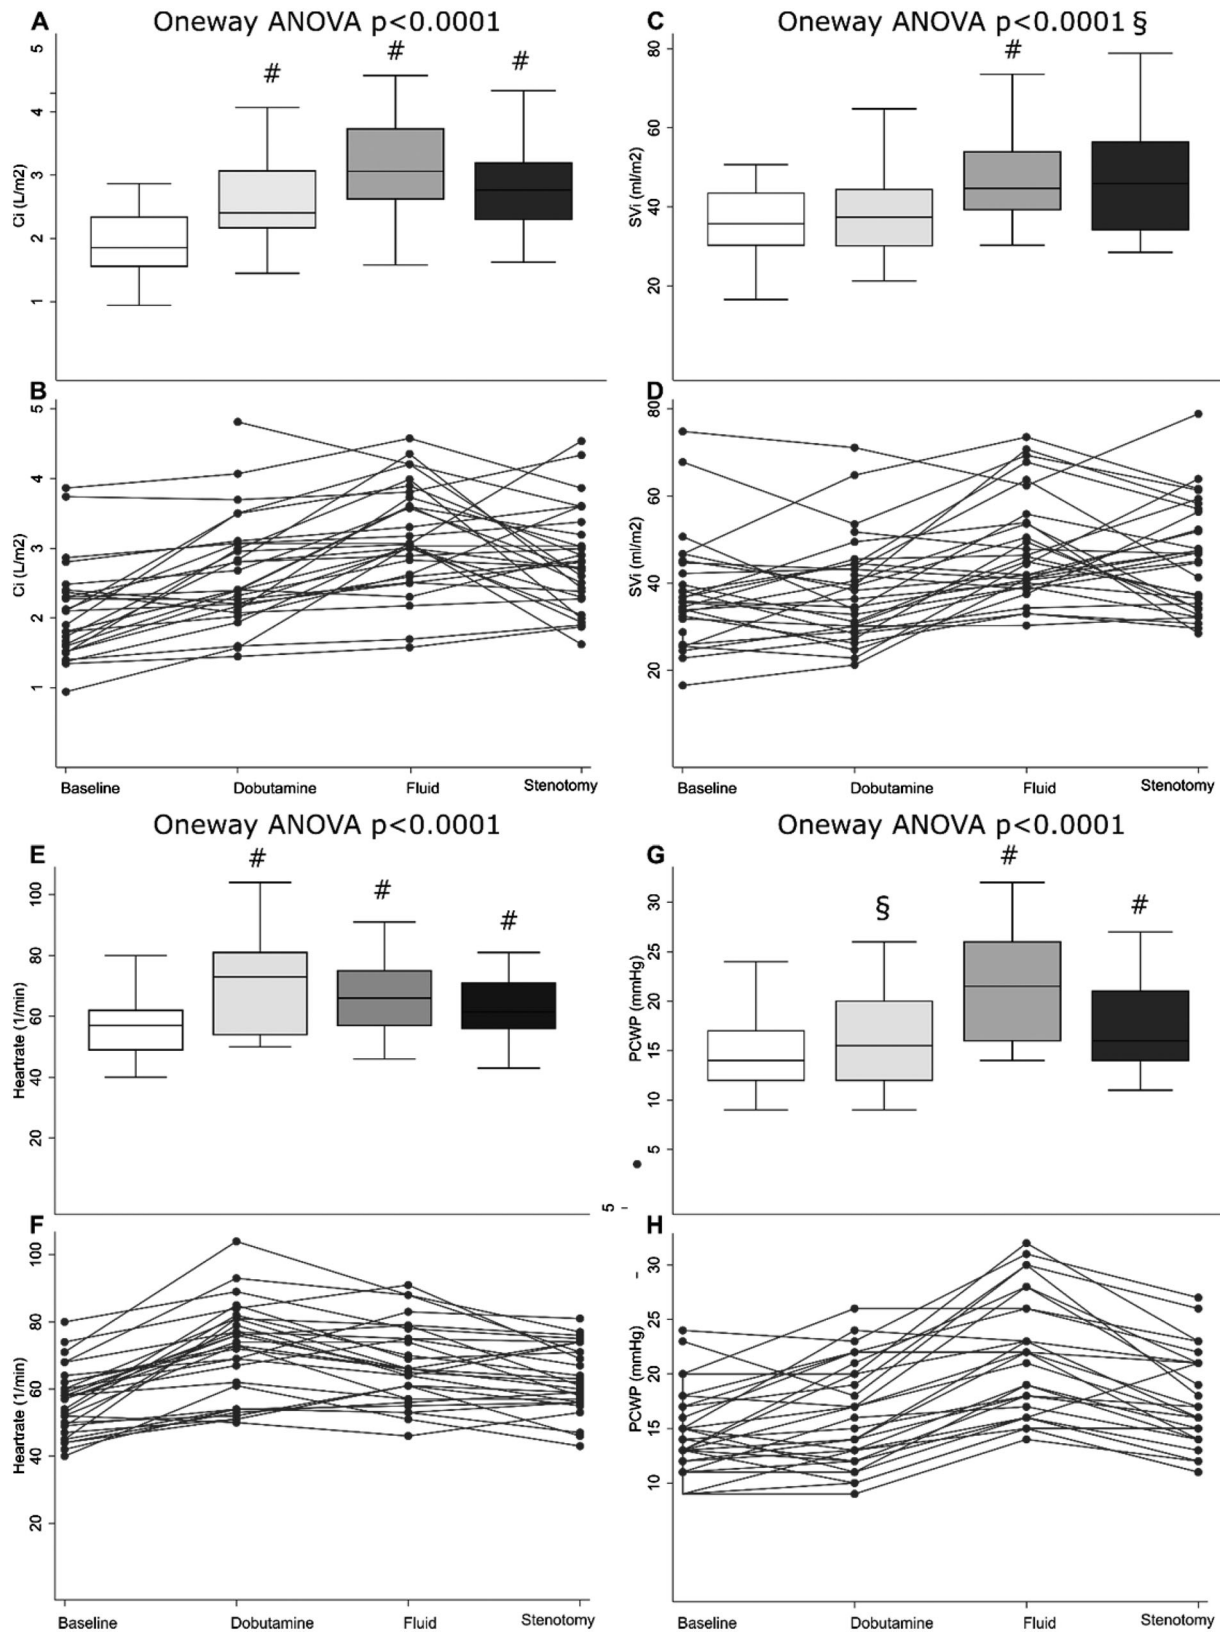 A Oneway ANOVA p<0.0001
# # #
Ci (L/m2)
5
4
3
2
1
C Oneway ANOVA p<0.0001 §
#
SVi (ml/m2)
80
60
40
20
B
Ci (L/m2)
5
4
3
2
1
Baseline Dobutamine Fluid Stenotomy
D
SVi (ml/m2)
80
60
40
20
Baseline Dobutamine Fluid Stenotomy
Oneway ANOVA p<0.0001
E
# # #
Heartrate (1/min)
100
80
60
40
20
Oneway ANOVA p<0.0001
G
§ # #
PCWP (mmHg)
30
25
20
15
10
5
5
F
Heartrate (1/min)
100
80
60
40
20
Baseline Dobutamine Fluid Stenotomy
H
PCWP (mmHg)
30
25
20
15
10
Baseline Dobutamine Fluid Stenotomy